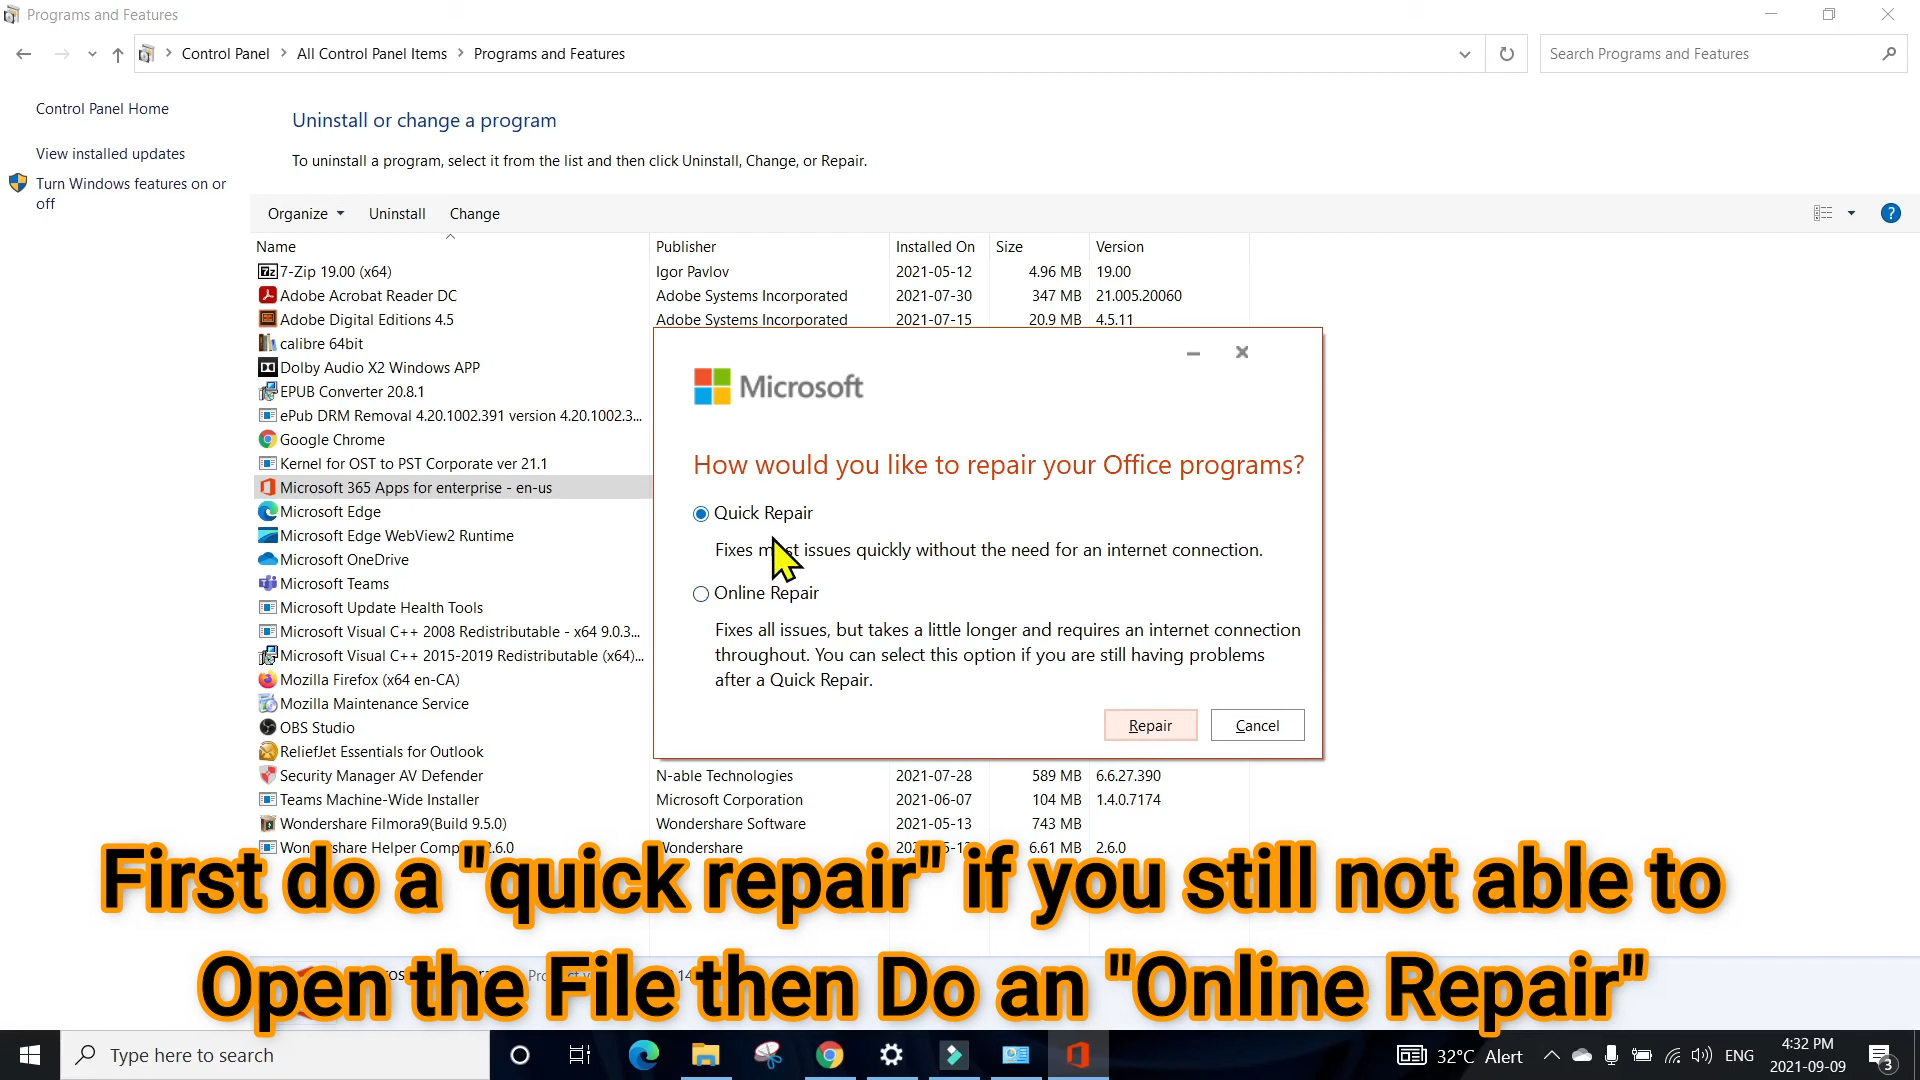 Programs and Features
Control Panel > All Control Panel Items > Programs and Features
Search Programs and Features
Control Panel Home
View installed updates
Turn Windows features on or
off
Uninstall or change a program
To uninstall a program, select it from the list and then click Uninstall, Change, or Repair.
Organize Uninstall Change
Name Publisher Installed On Size Version
7-Zip 19.00 (x64) Igor Pavlov 2021-05-12 4.96 MB 19.00
Adobe Acrobat Reader DC Adobe Systems Incorporated 2021-07-30 347 MB 21.005.20060
Adobe Digital Editions 4.5 Adobe Systems Incorporated 2021-07-15 20.9 MB 4.5.11
calibre 64bit
Dolby Audio X2 Windows APP
EPUB Converter 20.8.1
ePub DRM Removal 4.20.1002.391 version 4.20.1002.3...
Google Chrome
Kernel for OST to PST Corporate ver 21.1
Microsoft 365 Apps for enterprise - en-us
Microsoft Edge
Microsoft Edge WebView2 Runtime
Microsoft OneDrive
Microsoft Teams
Microsoft Update Health Tools
Microsoft Visual C++ 2008 Redistributable - x64 9.0.3...
Microsoft Visual C++ 2015-2019 Redistributable (x64)...
Mozilla Firefox (x64 en-CA)
Mozilla Maintenance Service
OBS Studio
ReliefJet Essentials for Outlook
Security Manager AV Defender N-able Technologies 2021-07-28 589 MB 6.6.27.390
Teams Machine-Wide Installer Microsoft Corporation 2021-06-07 104 MB 1.4.0.7174
Wondershare Filmora9(Build 9.5.0) Wondershare Software 2021-05-13 743 MB
Wondershare Helper 2.6.0 Wondershare 6.61 MB 2.6.0
Microsoft
How would you like to repair your Office programs?
Quick Repair
Fixes most issues quickly without the need for an internet connection.
Online Repair
Fixes all issues, but takes a little longer and requires an internet connection
throughout. You can select this option if you are still having problems
after a Quick Repair.
Repair Cancel
First do a "quick repair" if you still not able to
Open the File then Do an "Online Repair"
Type here to search
32°C Alert ENG 4:32 PM
2021-09-09
3